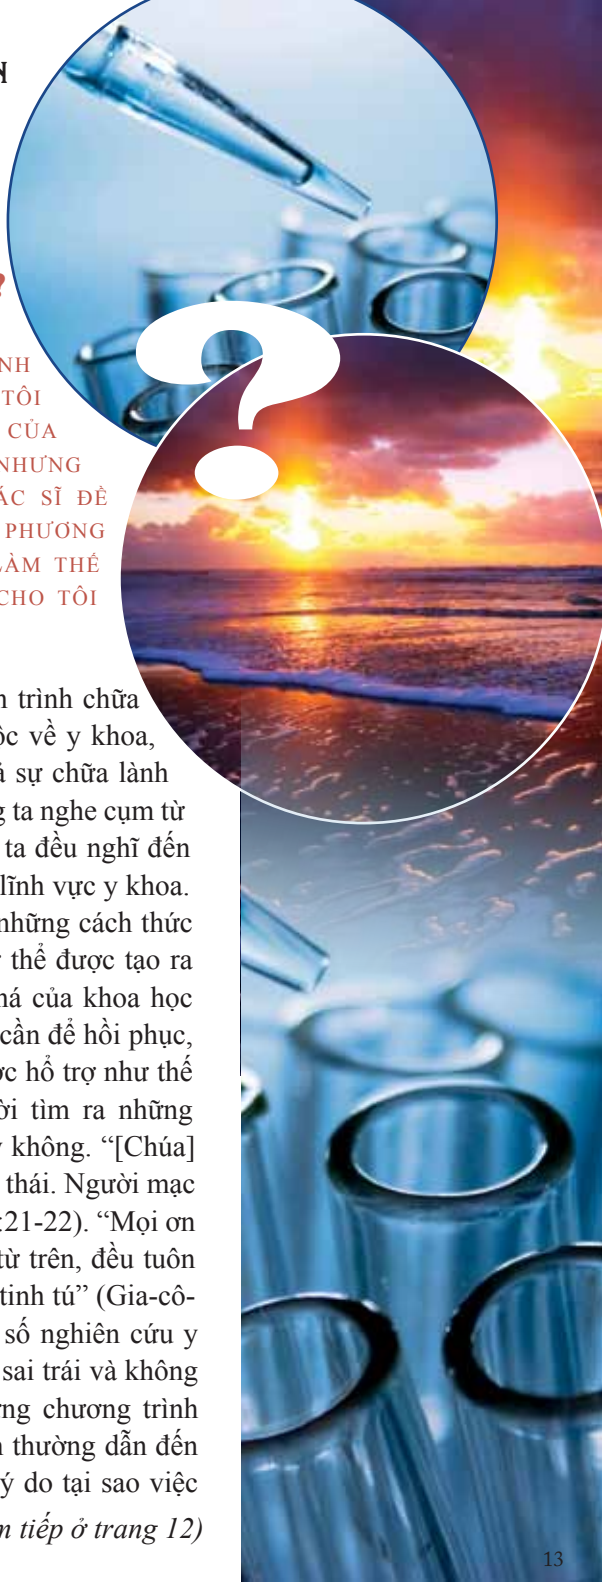 N
?
NH
TÔI
CỦA
NHƯNG
ÁC SĨ ĐỀ
PHƯƠNG
LÀM THẾ
CHO TÔI
?
n trình chữa
ộc về y khoa,
ả sự chữa lành
g ta nghe cụm từ
ta đều nghĩ đến
lĩnh vực y khoa.
những cách thức
thể được tạo ra
há của khoa học
cần để hồi phục,
ợc hổ trợ như thế
ời tìm ra những
y không. “[Chúa]
thái. Người mạc
:21-22). “Mọi ơn
từ trên, đều tuôn
tinh tú” (Gia-cô-
số nghiên cứu y
sai trái và không
ng chương trình
n thường dẫn đến
lý do tại sao việc
m tiếp ở trang 12)
13